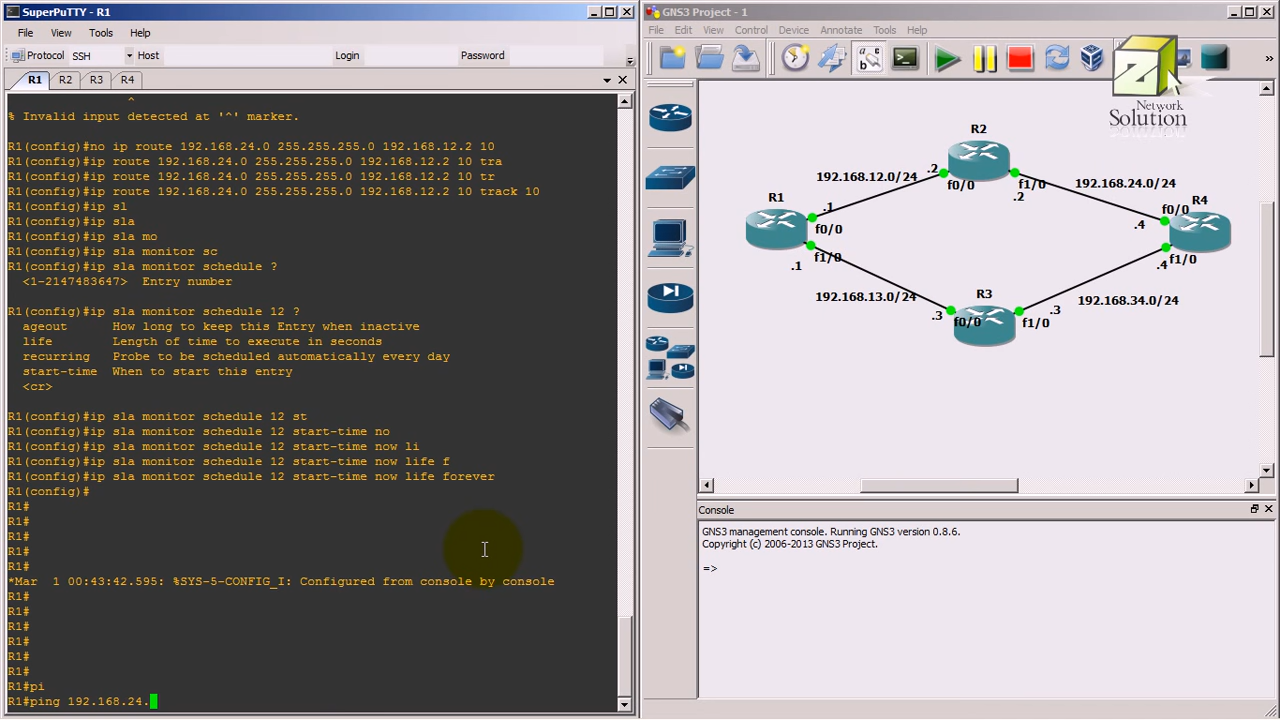 SuperPuTTY - R1
File View Tools Help
Protocol SSH Host Login Password
R1 R2 R3 R4
^
% Invalid input detected at '^' marker.
R1(config)#no ip route 192.168.24.0 255.255.255.0 192.168.12.2 10
R1(config)#ip route 192.168.24.0 255.255.255.0 192.168.12.2 10 tra
R1(config)#ip route 192.168.24.0 255.255.255.0 192.168.12.2 10 tr
R1(config)#ip route 192.168.24.0 255.255.255.0 192.168.12.2 10 track 10
R1(config)#ip sl
R1(config)#ip sla
R1(config)#ip sla mo
R1(config)#ip sla monitor sc
R1(config)#ip sla monitor schedule ?
<1-2147483647> Entry number
R1(config)#ip sla monitor schedule 12 ?
ageout How long to keep this Entry when inactive
life Length of time to execute in seconds
recurring Probe to be scheduled automatically every day
start-time When to start this entry
<cr>
R1(config)#ip sla monitor schedule 12 st
R1(config)#ip sla monitor schedule 12 start-time no
R1(config)#ip sla monitor schedule 12 start-time now li
R1(config)#ip sla monitor schedule 12 start-time now life f
R1(config)#ip sla monitor schedule 12 start-time now life forever
R1(config)#
R1#
R1#
R1#
R1#
R1#
*Mar 1 00:43:42.595: %SYS-5-CONFIG_I: Configured from console by console
R1#
R1#
R1#
R1#
R1#
R1#
R1#pi
R1#ping 192.168.24.
GNS3 Project - 1
File Edit View Control Device Annotate Tools Help
abc
Z
Network
Solution
R2
192.168.12.0/24
.2
f0/0
f1/0
.2
192.168.24.0/24
R1
.1
f0/0
f1/0
.1
f0/0
R4
.4
.4
f1/0
192.168.13.0/24
R3
.3
f0/0
.3
f1/0
192.168.34.0/24
Console
GNS3 management console. Running GNS3 version 0.8.6.
Copyright (c) 2006-2013 GNS3 Project.
=>